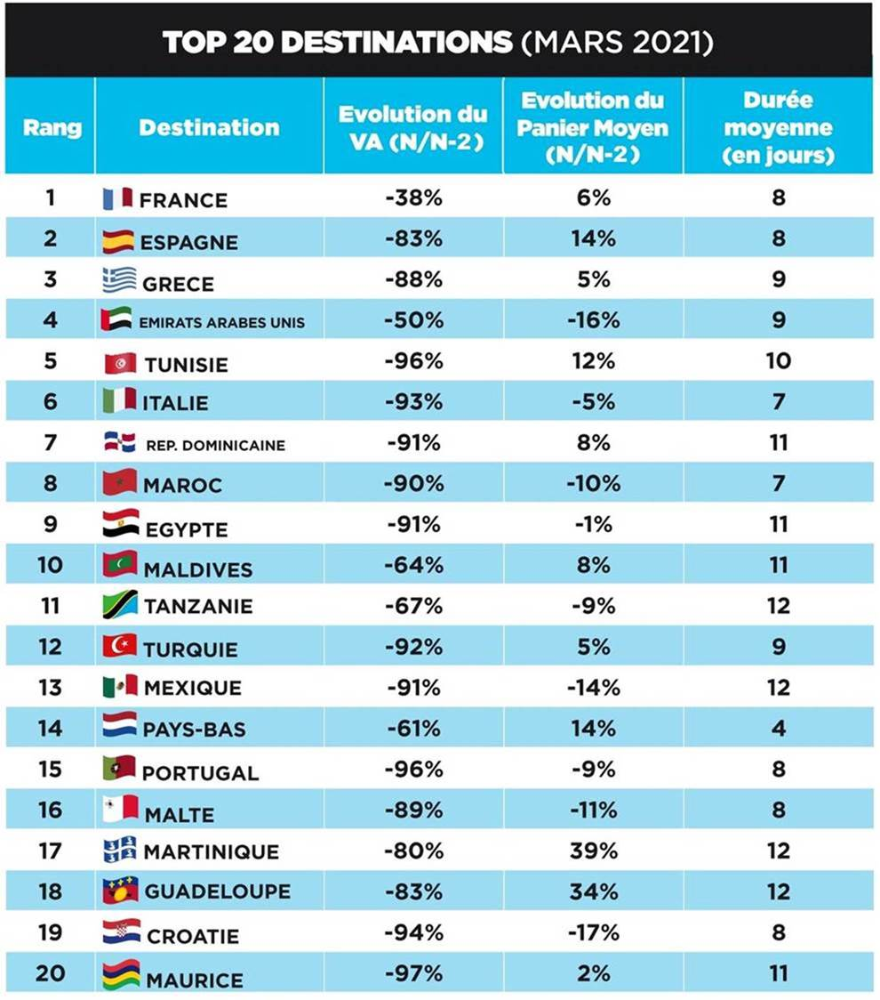 TOP 20 DESTINATIONS (MARS 2021)
Rang Destination Evolution du VA (N/N-2) Evolution du Panier Moyen (N/N-2) Durée moyenne (en jours)
1 FRANCE -38% 6% 8
2 ESPAGNE -83% 14% 8
3 GRECE -88% 5% 9
4 EMIRATS ARABES UNIS -50% -16% 9
5 TUNISIE -96% 12% 10
6 ITALIE -93% -5% 7
7 REP. DOMINICAINE -91% 8% 11
8 MAROC -90% -10% 7
9 EGYPTE -91% -1% 11
10 MALDIVES -64% 8% 11
11 TANZANIE -67% -9% 12
12 TURQUIE -92% 5% 9
13 MEXIQUE -91% -14% 12
14 PAYS-BAS -61% 14% 4
15 PORTUGAL -96% -9% 8
16 MALTE -89% -11% 8
17 MARTINIQUE -80% 39% 12
18 GUADELOUPE -83% 34% 12
19 CROATIE -94% -17% 8
20 MAURICE -97% 2% 11